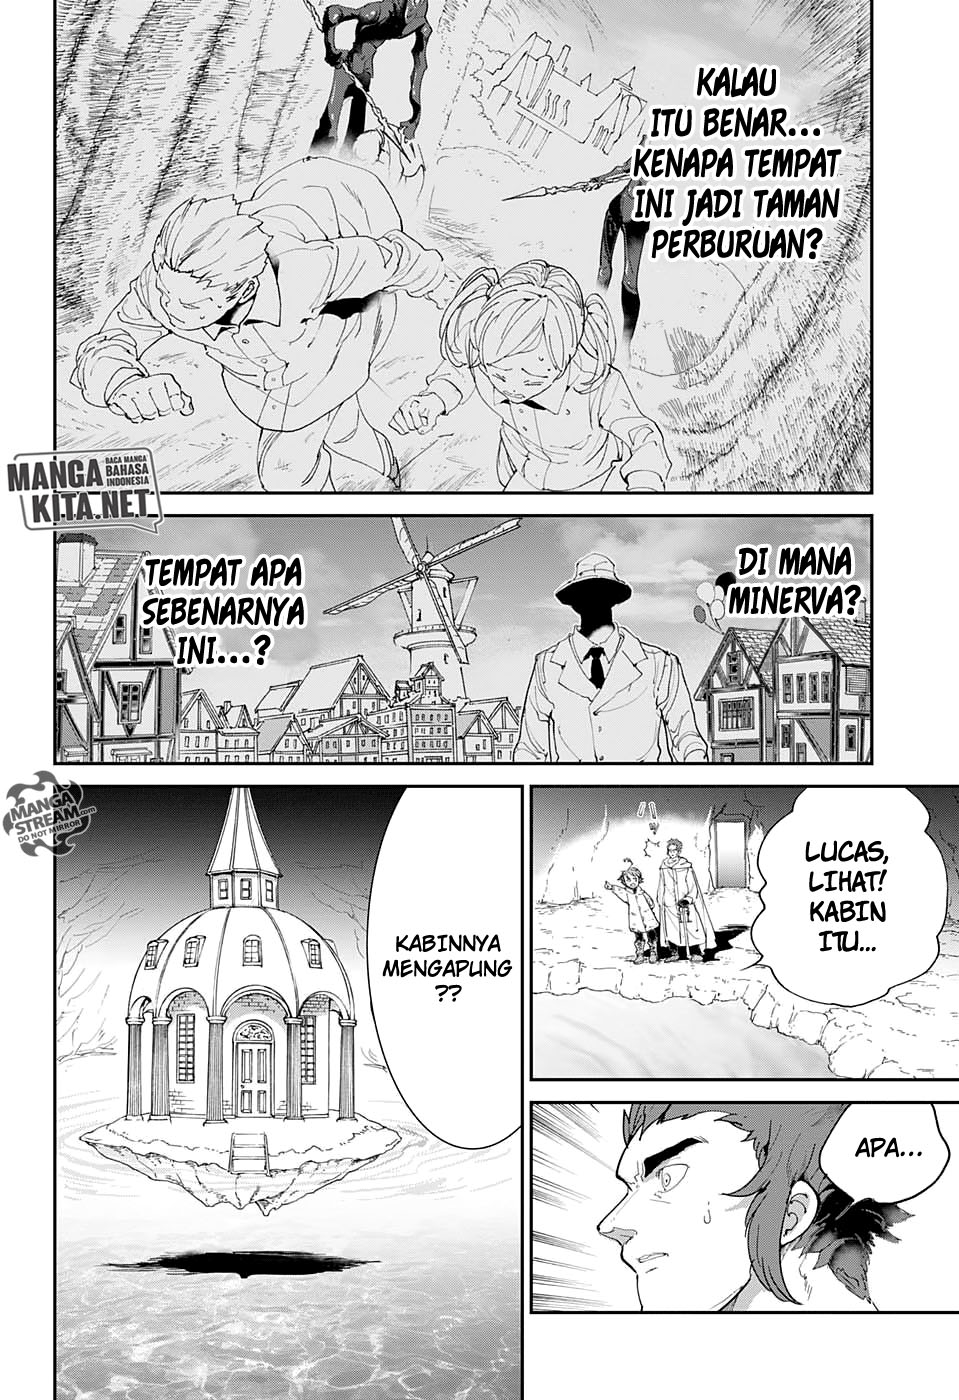 KALAU
ITU BENAR...
KENAPA TEMPAT
INI JADI TAMAN
PERBURUAN?
MANGA
KITA.NET
BACA MANGA
BAHASA
INDONESIA
DI MANA
MINERVA?
TEMPAT APA
SEBENARNYA
INI...?
MANGA
STREAM.com
DO NOT MIRROR
LUCAS,
LIHAT!
KABIN
ITU...
KABINNYA
MENGAPUNG
??
APA...